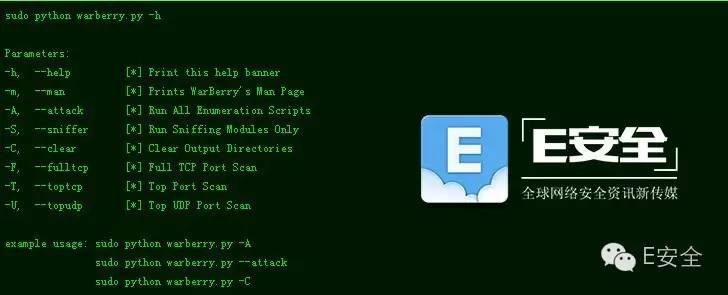 sudo python warberry.py -h
Parameters:
-h, --help [*] Print this help banner
-m, --man [*] Prints WarBerry's Man Page
-A, --attack [*] Run All Enumeration Scripts
-S, --sniffer [*] Run Sniffing Modules Only
-C, --clear [*] Clear Output Directories
-F, --fulltcp [*] Full TCP Port Scan
-T, --toptcp [*] Top Port Scan
-U, --topudp [*] Top UDP Port Scan
example usage: sudo python warberry.py -A
sudo python warberry.py --attack
sudo python warberry.py -C
E
E安全
全球网络安全资讯新传媒
E安全